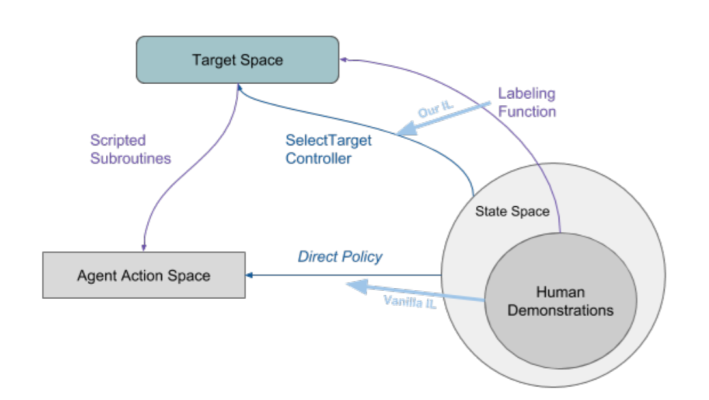 Target Space
Our IL
Labeling
Function
Scripted
Subroutines
SelectTarget
Controller
State Space
Direct Policy
Agent Action Space
Human
Demonstrations
Vanilla IL